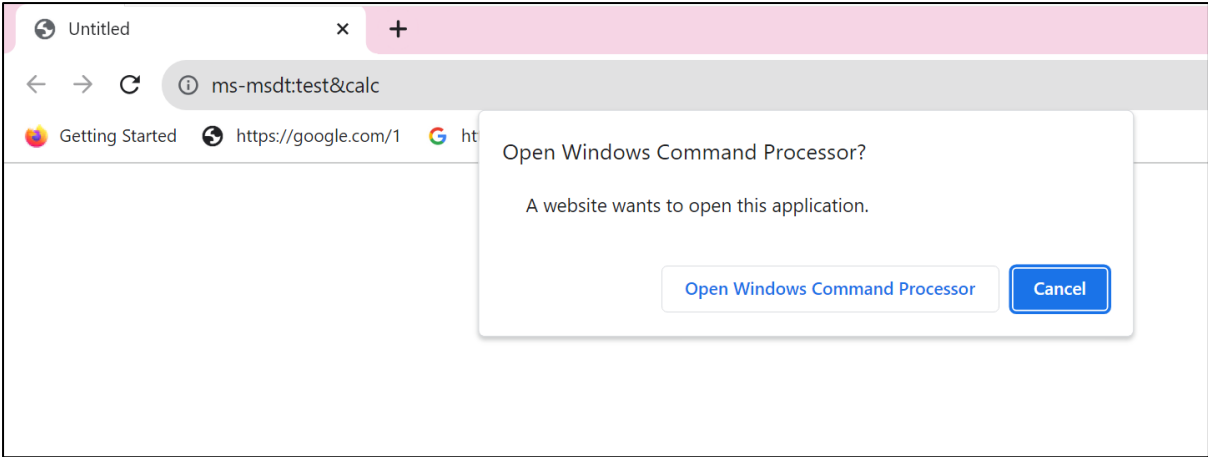 Untitled
ms-msdt:test&calc
Getting Started https://google.com/1 ht
Open Windows Command Processor?
A website wants to open this application.
Open Windows Command Processor Cancel